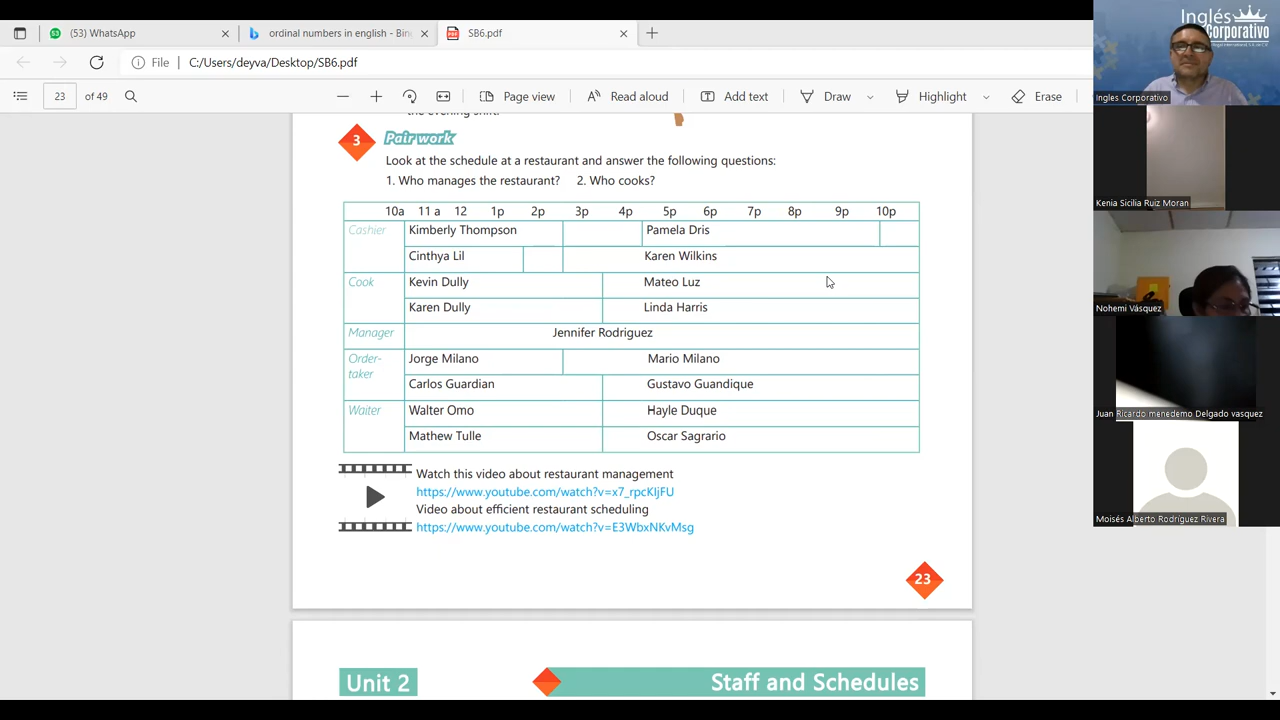 (53) WhatsApp
ordinal numbers in english - Bin
SB6.pdf
File
C:/Users/deyva/Desktop/SB6.pdf
23 of 49
Page view
Read aloud
Add text
Draw
Highlight
Erase
the evening shift.
3 Pair work
Look at the schedule at a restaurant and answer the following questions:
1. Who manages the restaurant? 2. Who cooks?
10a 11 a 12 1p 2p 3p 4p 5p 6p 7p 8p 9p 10p
Cashier Kimberly Thompson Pamela Dris
Cinthya Lil Karen Wilkins
Cook Kevin Dully Mateo Luz
Karen Dully Linda Harris
Manager Jennifer Rodriguez
Order- Jorge Milano Mario Milano
taker
Carlos Guardian Gustavo Guandique
Waiter Walter Omo Hayle Duque
Mathew Tulle Oscar Sagrario
Watch this video about restaurant management
https://www.youtube.com/watch?v=x7_rpcKIjFU
Video about efficient restaurant scheduling
https://www.youtube.com/watch?v=E3WbxNKvMsg
23
Unit 2
Staff and Schedules
Inglés
Corporativo
Ingles Corporativo
Kenia Sicilia Ruiz Moran
Nohemi Vásquez
Juan Ricardo menedemo Delgado vasquez
Moisés Alberto Rodríguez Rivera